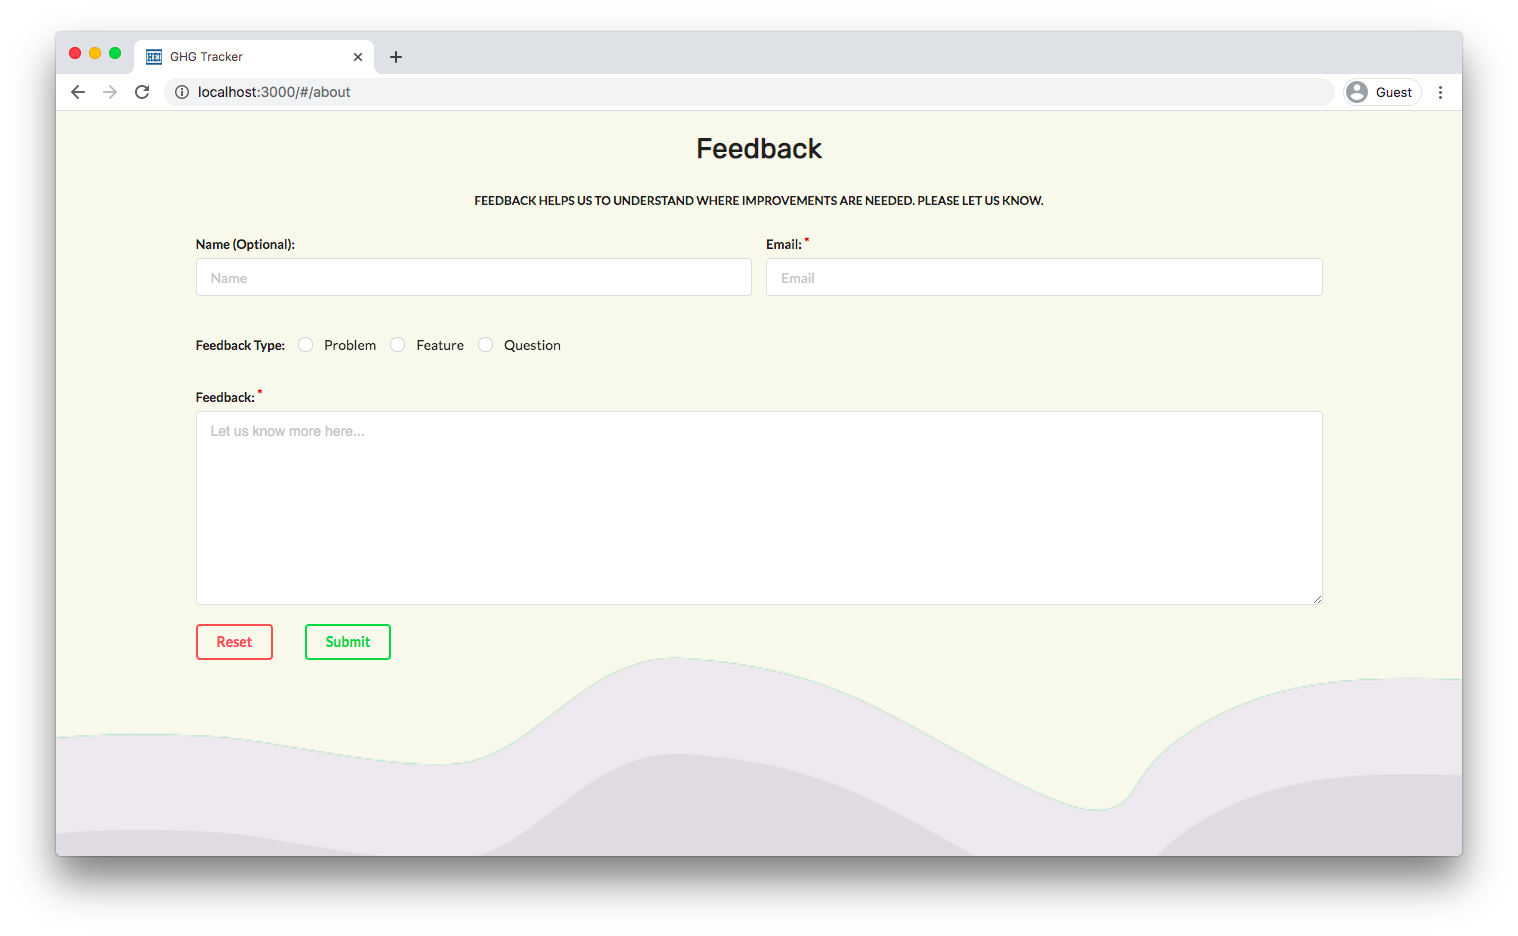 HEI GHG Tracker
localhost:3000/#/about
Guest
Feedback
FEEDBACK HELPS US TO UNDERSTAND WHERE IMPROVEMENTS ARE NEEDED. PLEASE LET US KNOW.
Name (Optional): Email: *
Name Email
Feedback Type: Problem Feature Question
Feedback: *
Let us know more here...
Reset Submit